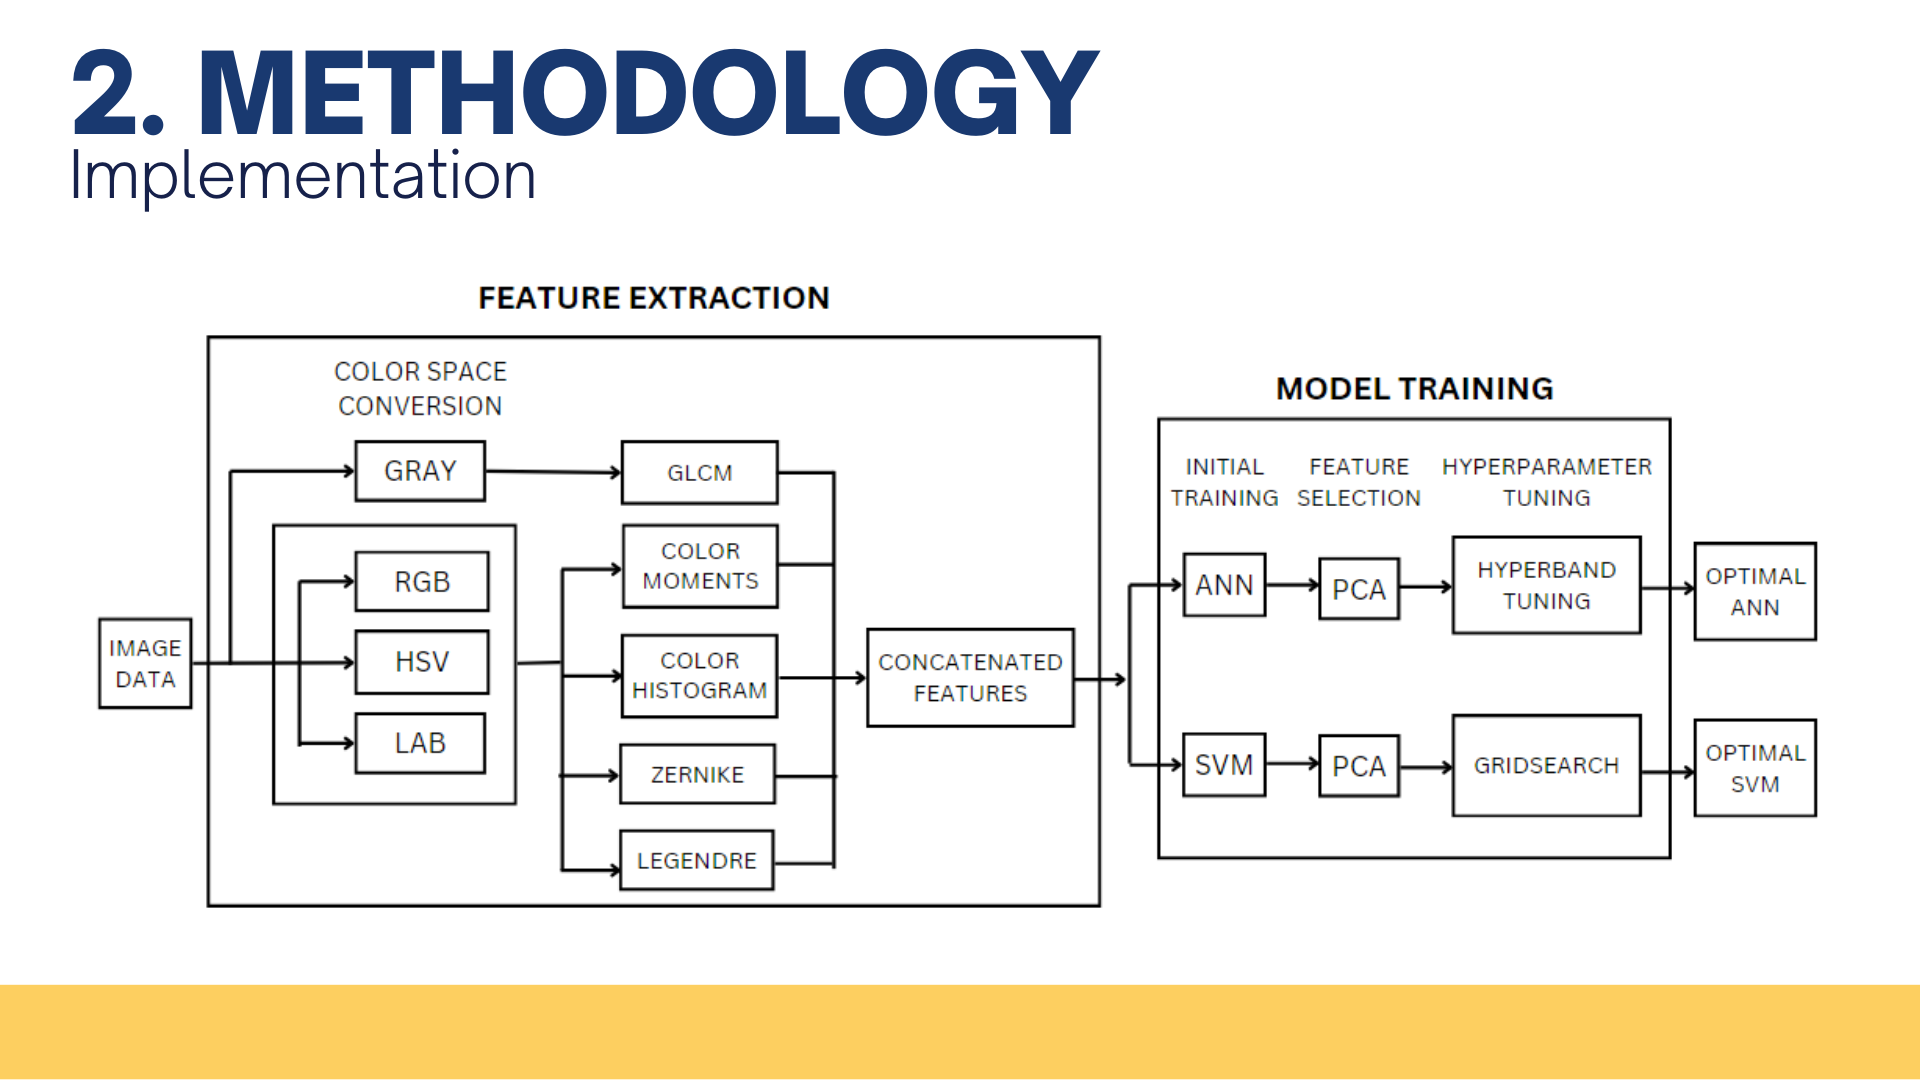 2. METHODOLOGY
Implementation
FEATURE EXTRACTION
COLOR SPACE
CONVERSION
GRAY
RGB
HSV
LAB
IMAGE
DATA
GLCM
COLOR
MOMENTS
COLOR
HISTOGRAM
ZERNIKE
LEGENDRE
CONCATENATED
FEATURES
MODEL TRAINING
INITIAL
TRAINING
FEATURE
SELECTION
HYPERPARAMETER
TUNING
ANN
PCA
HYPERBAND
TUNING
OPTIMAL
ANN
SVM
PCA
GRIDSEARCH
OPTIMAL
SVM